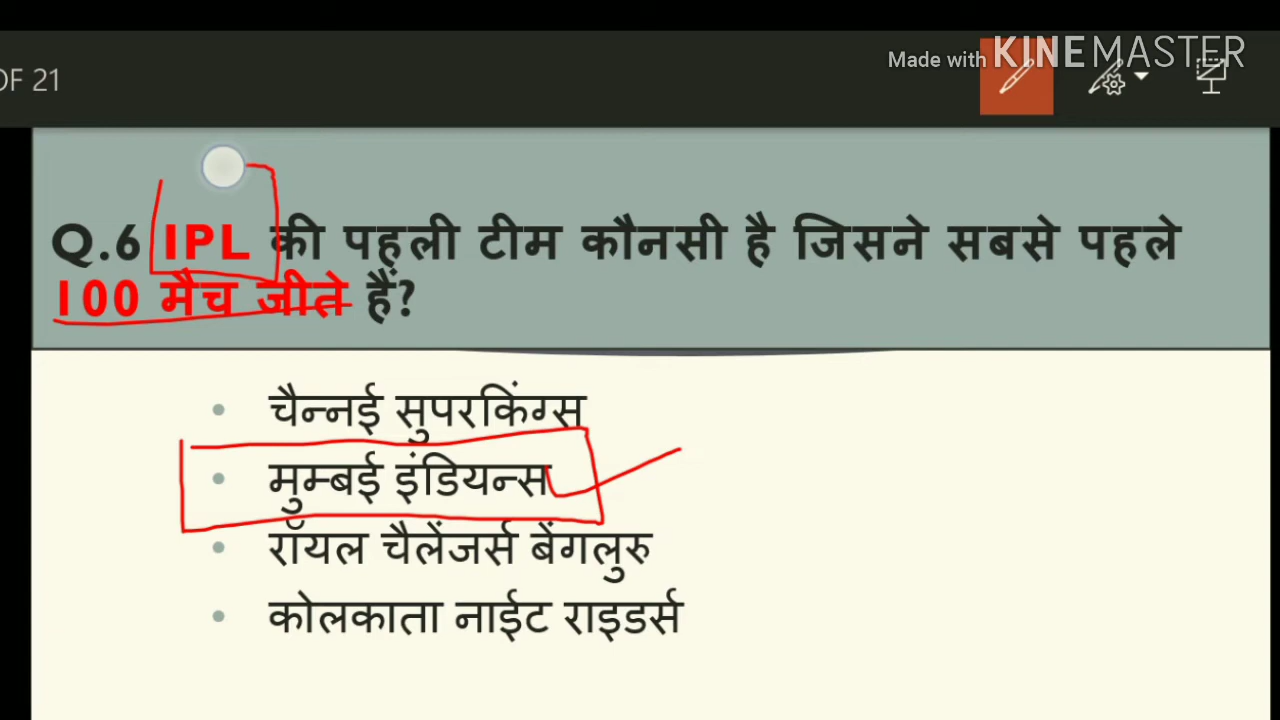 Made with KINEMASTER
OF 21
Q.6 IPL की पहली टीम कौनसी है जिसने सबसे पहले
100 मैच जीते हैं?
• चैन्नई सुपरकिंग्स
• मुम्बई इंडियन्स
• रॉयल चैलेंजर्स बेंगलुरु
• कोलकाता नाईट राइडर्स